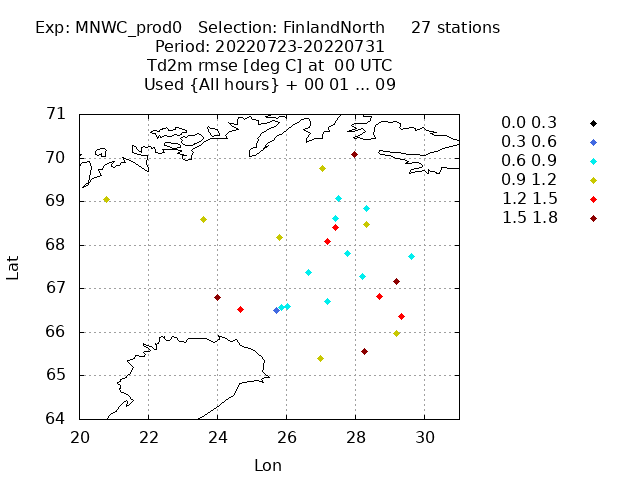 Exp: MNWC_prod0 Selection: FinlandNorth 27 stations
Period: 20220723-20220731
Td2m rmse [deg C] at 00 UTC
Used {All hours} + 00 01 ... 09
71
70
69
68
67
66
65
64
Lat
20 22 24 26 28 30
Lon
0.0 0.3
0.3 0.6
0.6 0.9
0.9 1.2
1.2 1.5
1.5 1.8